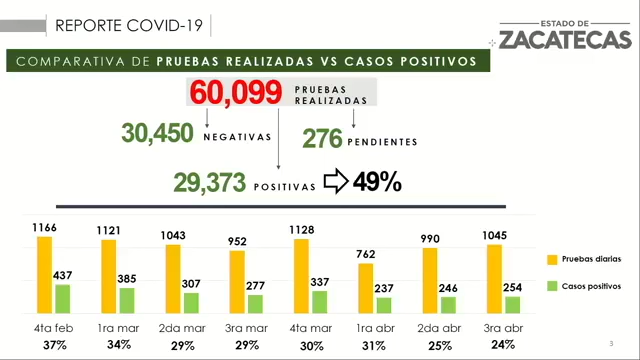 REPORTE COVID-19
ESTADO DE
ZACATECAS
COMPARATIVA DE PRUEBAS REALIZADAS VS CASOS POSITIVOS
60,099 PRUEBAS REALIZADAS
30,450 NEGATIVAS
276 PENDIENTES
29,373 POSITIVAS 49%
1166 1121 1043 952 1128 762 990 1045
437 385 307 277 337 237 246 254
Pruebas diarias
Casos positivos
4ta feb 1ra mar 2da mar 3ra mar 4ta mar 1ra abr 2da abr 3ra abr
37% 34% 29% 29% 30% 31% 25% 24%
3